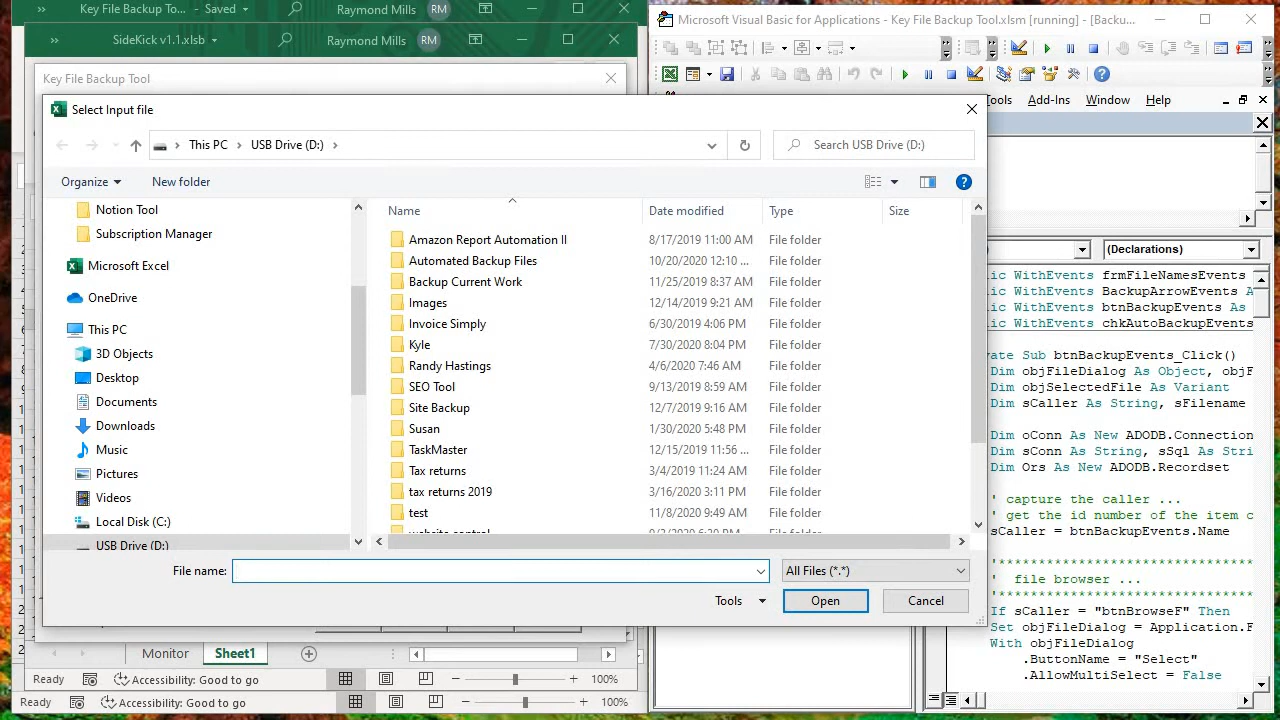 Key File Backup To... - Saved
Raymond Mills RM
Raymond Mills RM
Microsoft Visual Basic for Applications - Key File Backup Tool.xlsm [running] - [Backu...
Key File Backup Tool
Tools Add-Ins Window Help
Select Input file
This PC > USB Drive (D:) >
Search USB Drive (D:)
Organize New folder
Notion Tool
Subscription Manager
Microsoft Excel
OneDrive
This PC
3D Objects
Desktop
Documents
Downloads
Music
Pictures
Videos
Local Disk (C:)
USB Drive (D:)
Name Date modified Type Size
Amazon Report Automation II 8/17/2019 11:00 AM File folder
Automated Backup Files 10/20/2020 12:10 ... File folder
Backup Current Work 11/25/2019 8:37 AM File folder
Images 12/14/2019 9:21 AM File folder
Invoice Simply 6/30/2019 4:06 PM File folder
Kyle 7/30/2020 8:04 PM File folder
Randy Hastings 4/6/2020 7:46 AM File folder
SEO Tool 9/13/2019 8:59 AM File folder
Site Backup 12/7/2019 9:16 AM File folder
Susan 1/30/2020 5:48 PM File folder
TaskMaster 12/15/2019 11:56 ... File folder
Tax returns 3/4/2019 11:24 AM File folder
tax returns 2019 3/16/2020 3:11 PM File folder
test 11/8/2020 9:49 AM File folder
File name:
All Files (*.*)
Tools Open Cancel
(Declarations)
lic WithEvents frmFileNamesEvents
lic WithEvents BackupArrowEvents A
lic WithEvents btnBackupEvents As
lic WithEvents chkAutoBackupEvents
vate Sub btnBackupEvents_Click()
Dim objFileDialog As Object, objF
Dim objSelectedFile As Variant
Dim sCaller As String, sFilename
Dim oConn As New ADODB.Connection
Dim sConn As String, sSql As Stri
Dim Ors As New ADODB.Recordset
' capture the caller ...
' get the id number of the item c
sCaller = btnBackupEvents.Name
'********************************
' file browser ...
'********************************
If sCaller = "btnBrowseF" Then
Set objFileDialog = Application.F
With objFileDialog
.ButtonName = "Select"
.AllowMultiSelect = False
Monitor Sheet1
Ready Accessibility: Good to go 100%
Ready Accessibility: Good to go 100%